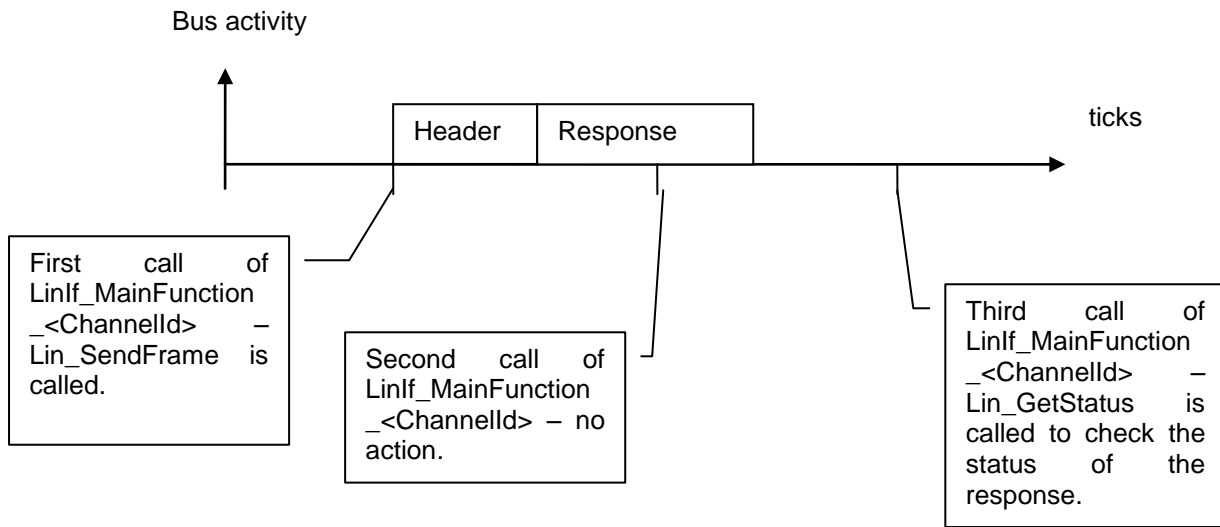 Bus activity
ticks
Header
Response
First call of
LinIf_MainFunction
_<ChannelId> –
Lin_SendFrame is
called.
Second call of
LinIf_MainFunction
_<ChannelId> – no
action.
Third call of
LinIf_MainFunction
_<ChannelId> –
Lin_GetStatus is
called to check the
status of the
response.